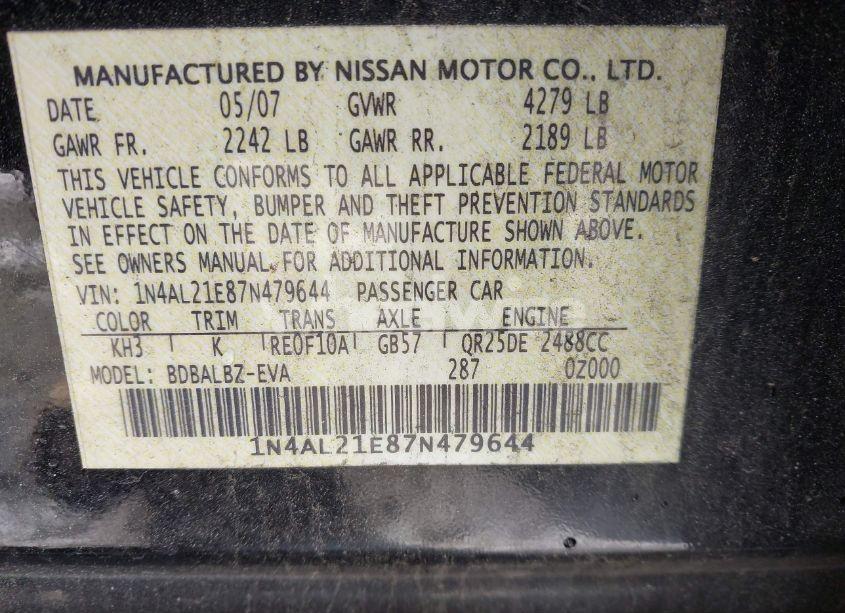 MANUFACTURED BY NISSAN MOTOR CO., LTD.
DATE 05/07 GVWR 4279 LB
GAWR FR. 2242 LB GAWR RR. 2189 LB
THIS VEHICLE CONFORMS TO ALL APPLICABLE FEDERAL MOTOR
VEHICLE SAFETY, BUMPER AND THEFT PREVENTION STANDARDS
IN EFFECT ON THE DATE OF MANUFACTURE SHOWN ABOVE.
SEE OWNERS MANUAL FOR ADDITIONAL INFORMATION.
VIN: 1N4AL21E87N479644 PASSENGER CAR
COLOR TRIM TRANS AXLE ENGINE
KH3 K RE0F10A GB57 QR25DE 2488CC
MODEL: BDBALBZ-EVA 287 0Z000
1N4AL21E87N479644